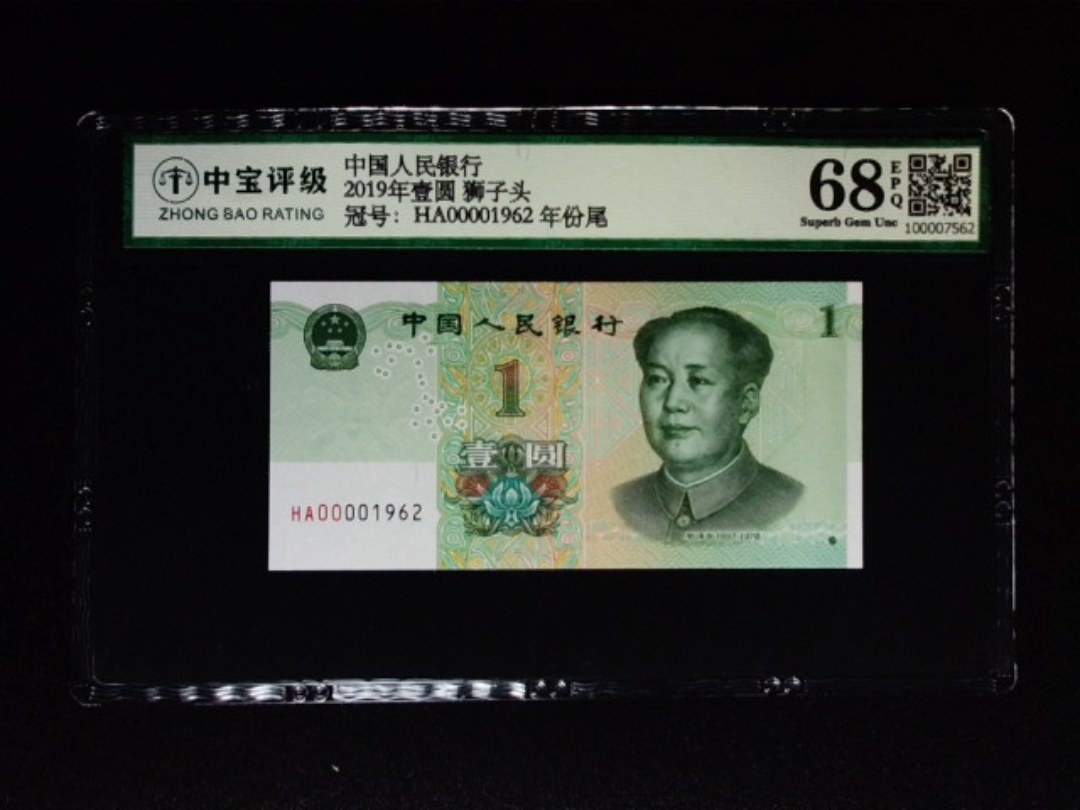 中宝评级
ZHONG BAO RATING
中国人民银行
2019年壹圆 狮子头
冠号: HA00001962 年份尾
68
EPQ
Superb Gem Unc
100007562
中国人民银行
1
1
壹圆
HA00001962